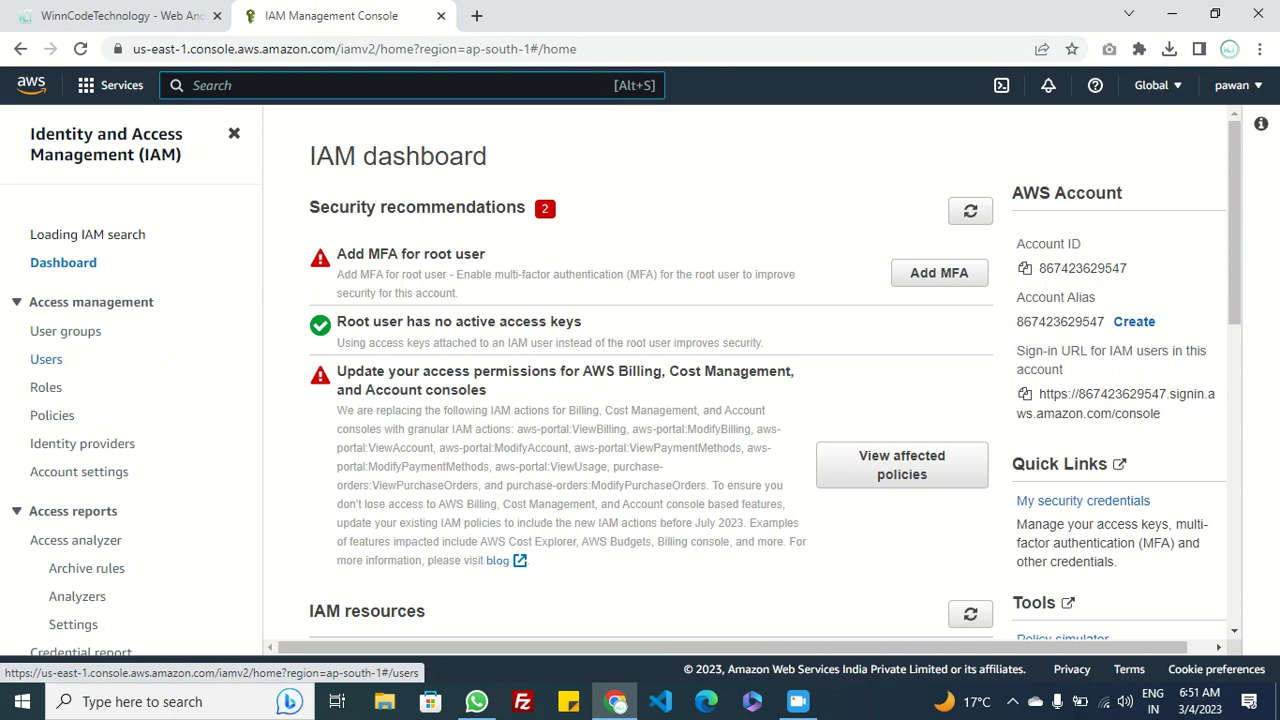 WinnCodeTechnology - Web And
IAM Management Console
us-east-1.console.aws.amazon.com/iamv2/home?region=ap-south-1#/home
aws
Services
Search
[Alt+S]
Global
pawan
Identity and Access
Management (IAM)
Loading IAM search
Dashboard
Access management
User groups
Users
Roles
Policies
Identity providers
Account settings
Access reports
Access analyzer
Archive rules
Analyzers
Settings
Credential report
IAM dashboard
Security recommendations 2
Add MFA for root user
Add MFA for root user - Enable multi-factor authentication (MFA) for the root user to improve
security for this account.
Add MFA
Root user has no active access keys
Using access keys attached to an IAM user instead of the root user improves security.
Update your access permissions for AWS Billing, Cost Management,
and Account consoles
We are replacing the following IAM actions for Billing, Cost Management, and Account
consoles with granular IAM actions: aws-portal:ViewBilling, aws-portal:ModifyBilling, aws-
portal:ViewAccount, aws-portal:ModifyAccount, aws-portal:ViewPaymentMethods, aws-
portal:ModifyPaymentMethods, aws-portal:ViewUsage, purchase-
orders:ViewPurchaseOrders, and purchase-orders:ModifyPurchaseOrders. To ensure you
don't lose access to AWS Billing, Cost Management, and Account console based features,
update your existing IAM policies to include the new IAM actions before July 2023. Examples
of features impacted include AWS Cost Explorer, AWS Budgets, Billing console, and more. For
more information, please visit blog .
View affected
policies
IAM resources
AWS Account
Account ID
867423629547
Account Alias
867423629547 Create
Sign-in URL for IAM users in this
account
https://867423629547.signin.a
ws.amazon.com/console
Quick Links
My security credentials
Manage your access keys, multi-
factor authentication (MFA) and
other credentials.
Tools
Policy simulator
https://us-east-1.console.aws.amazon.com/iamv2/home?region=ap-south-1#/users
© 2023, Amazon Web Services India Private Limited or its affiliates.
Privacy
Terms
Cookie preferences
Type here to search
17°C
ENG
IN
6:51 AM
3/4/2023